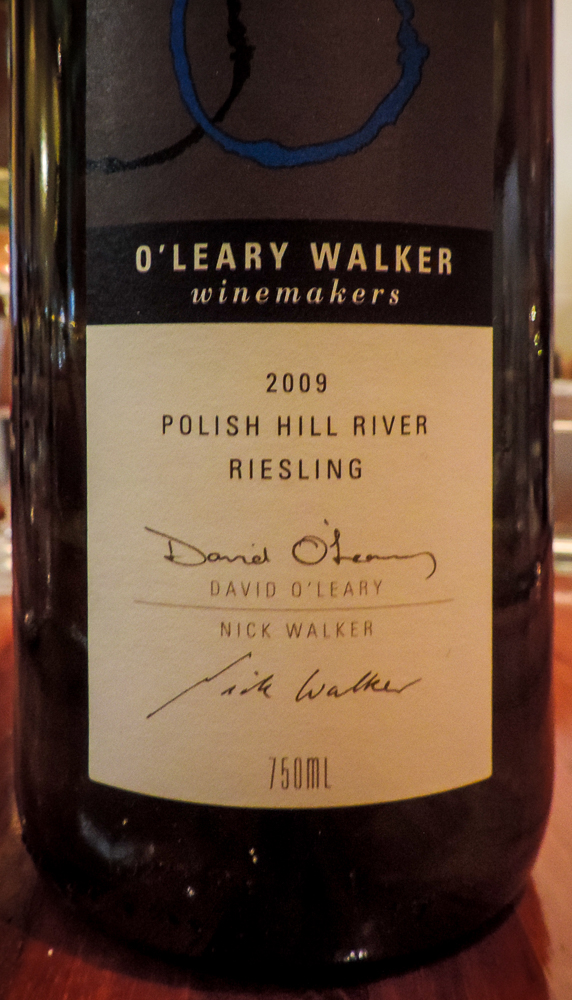 O'LEARY WALKER
winemakers
2009
POLISH HILL RIVER
RIESLING
David O'Leary
DAVID O'LEARY
NICK WALKER
Nick Walker
750ML